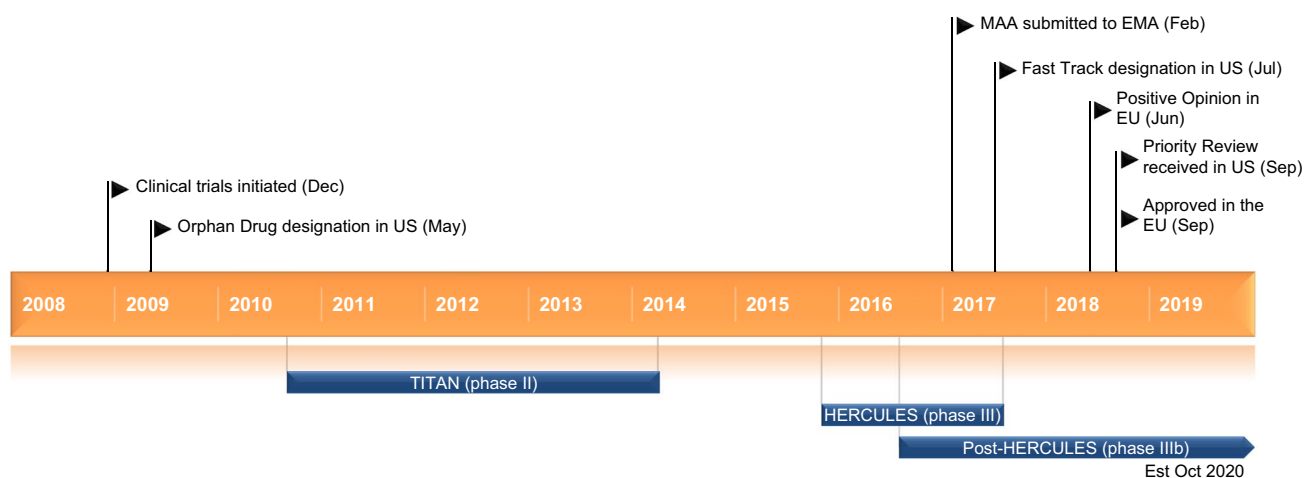 MAA submitted to EMA (Feb)
Fast Track designation in US (Jul)
Positive Opinion in
EU (Jun)
Priority Review
received in US (Sep)
Clinical trials initiated (Dec)
Approved in the
EU (Sep)
Orphan Drug designation in US (May)
2008 2009 2010 2011 2012 2013 2014 2015 2016 2017 2018 2019
TITAN (phase II)
HERCULES (phase III)
Post-HERCULES (phase IIIb)
Est Oct 2020